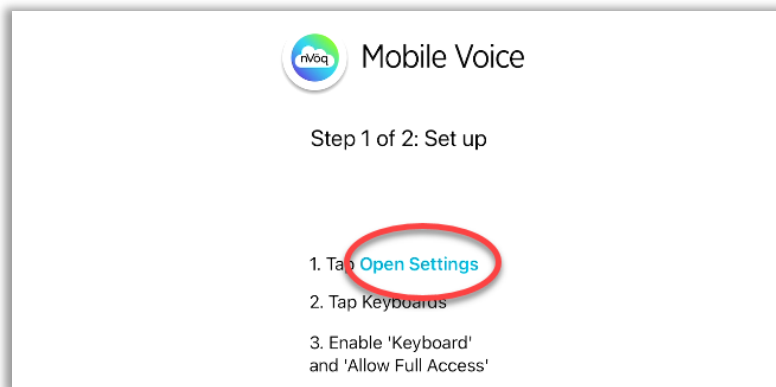 nVoq Mobile Voice
Step 1 of 2: Set up
1. Tap Open Settings
2. Tap Keyboards
3. Enable 'Keyboard'
and 'Allow Full Access'